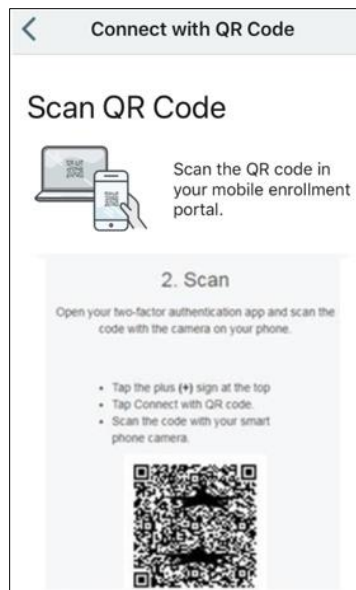 Connect with QR Code
Scan QR Code
Scan the QR code in
your mobile enrollment
portal.
2. Scan
Open your two-factor authentication app and scan the
code with the camera on your phone.
• Tap the plus (+) sign at the top
• Tap Connect with QR code.
• Scan the code with your smart
phone camera.